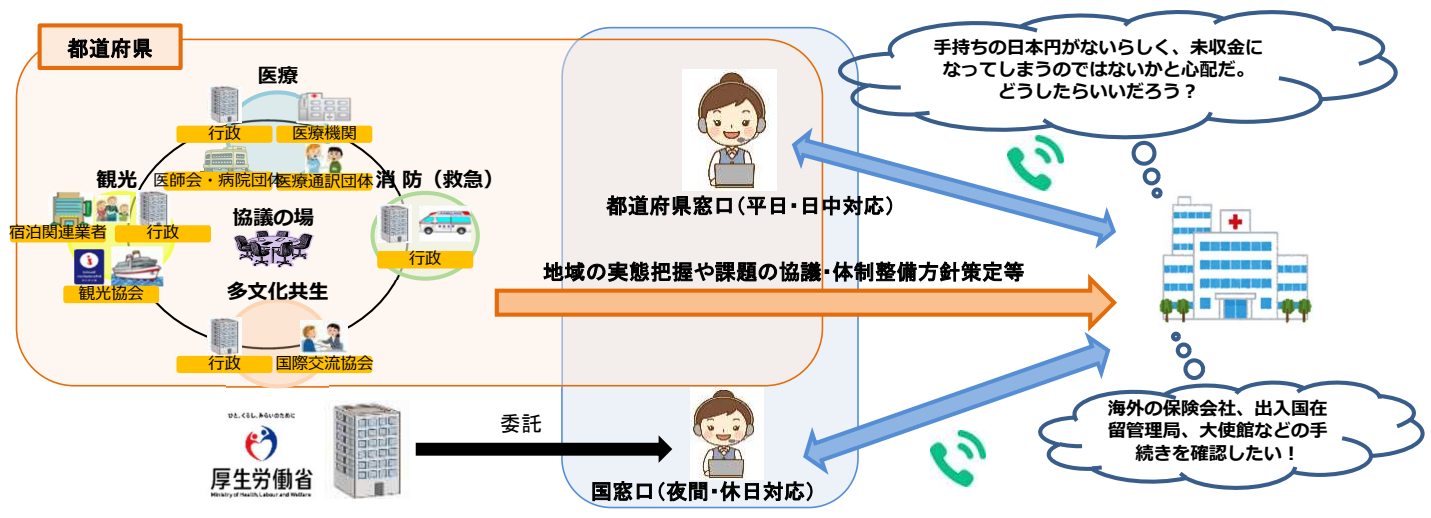 都道府県
医療
行政
医療機関
医師会・病院団体
医療通訳団体
観光
宿泊関連業者
行政
観光協会
消 防（救急）
行政
協議の場
多文化共生
行政
国際交流協会
都道府県窓口（平日・日中対応）
地域の実態把握や課題の協議・体制整備方針策定等
手持ちの日本円がないらしく、未収金に
なってしまうのではないかと心配だ。
どうしたらいいだろう？
ひと、くらし、みらいのために
厚生労働省
Ministry of Health, Labour and Welfare
委託
国窓口（夜間・休日対応）
海外の保険会社、出入国在
留管理局、大使館などの手
続きを確認したい！